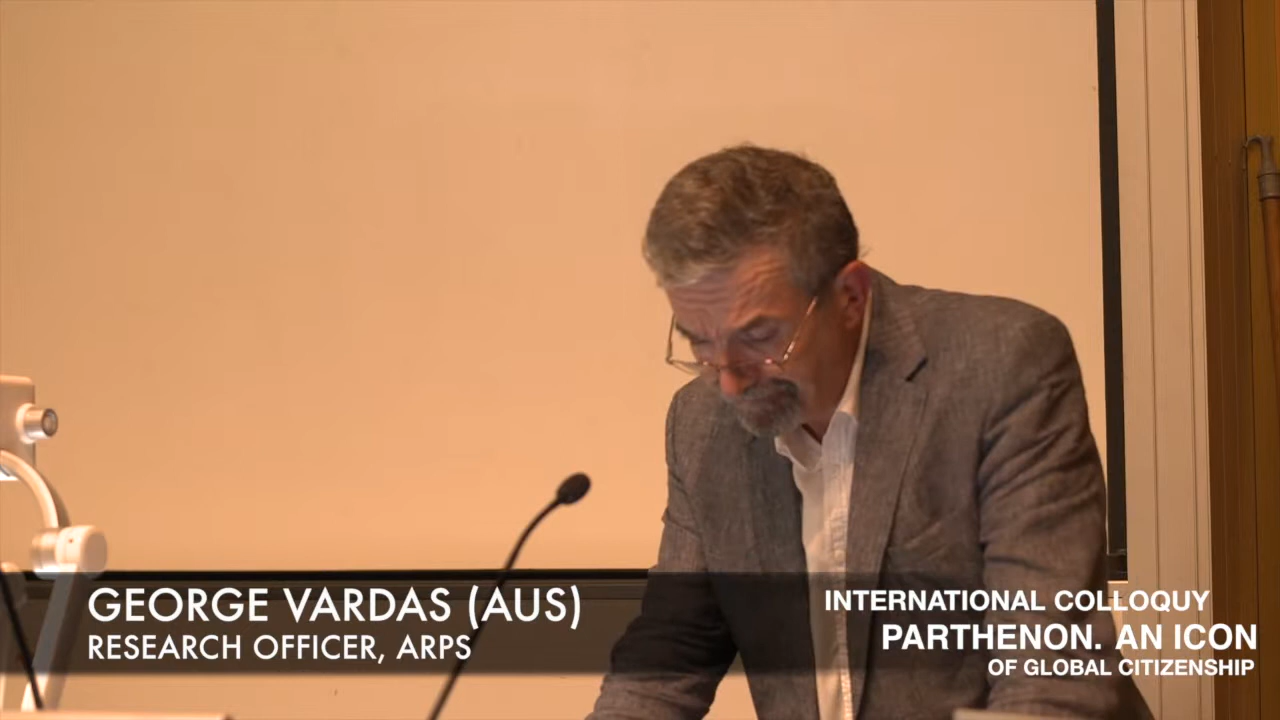 GEORGE VARDAS (AUS)
RESEARCH OFFICER, ARPS
INTERNATIONAL COLLOQUY
PARTHENON. AN ICON
OF GLOBAL CITIZENSHIP